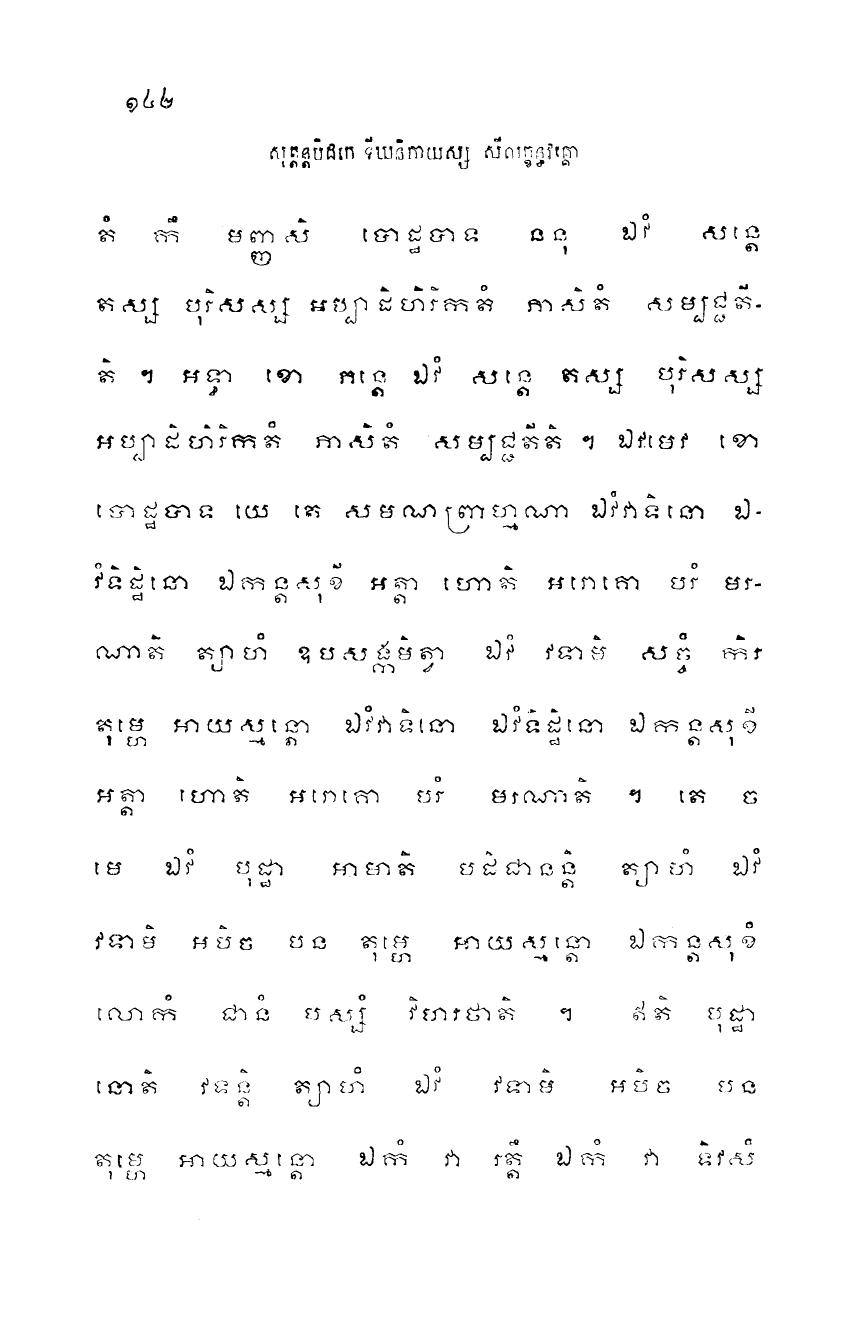 ១៤២
សុត្តន្តបិដកេ ទីឃនិកាយស្ស សីលក្ខន្ធវគ្គោ
តំ កឹ មញ្ញសិ បោដ្ឋបាទ ននុ ឯវំ សន្តេ
តស្ស បុរិសស្ស អប្បាដិហិរិកតំ ភាសិតំ សម្បជ្ជតី-
តិ ។ អទ្ធា ខោ ភន្តេ ឯវំ សន្តេ តស្ស បុរិសស្ស
អប្បាដិហិរិកតំ ភាសិតំ សម្បជ្ជតីតិ ។ ឯវមេវ ខោ
បោដ្ឋបាទ យេ តេ សមណព្រាហ្មណា ឯវំវាទិនោ ឯ-
វំទិដ្ឋិនោ ឯកន្តសុខី អត្តា ហោតិ អរោគោ បរំ មរ-
ណាតិ ត្យាហំ ឧបសង្កមិត្វា ឯវំ វទាមិ សច្ចំ កិរ
តុម្ហេ អាយស្មន្តោ ឯវំវាទិនោ ឯវំទិដ្ឋិនោ ឯកន្តសុខី
អត្តា ហោតិ អរោគោ បរំ មរណាតិ ។ តេ ច
មេ ឯវំ បុដ្ឋា អាមាតិ បដិជានន្តិ ត្យាហំ ឯវំ
វទាមិ អបិច បន តុម្ហេ អាយស្មន្តោ ឯកន្តសុខំ
លោកំ ជានំ បស្សំ វិហរថាតិ ។ ឥតិ បុដ្ឋា
នោតិ វទន្តិ ត្យាហំ ឯវំ វទាមិ អបិច បន
តុម្ហេ អាយស្មន្តោ ឯកំ វា រត្តឹ ឯកំ វា ទិវសំ